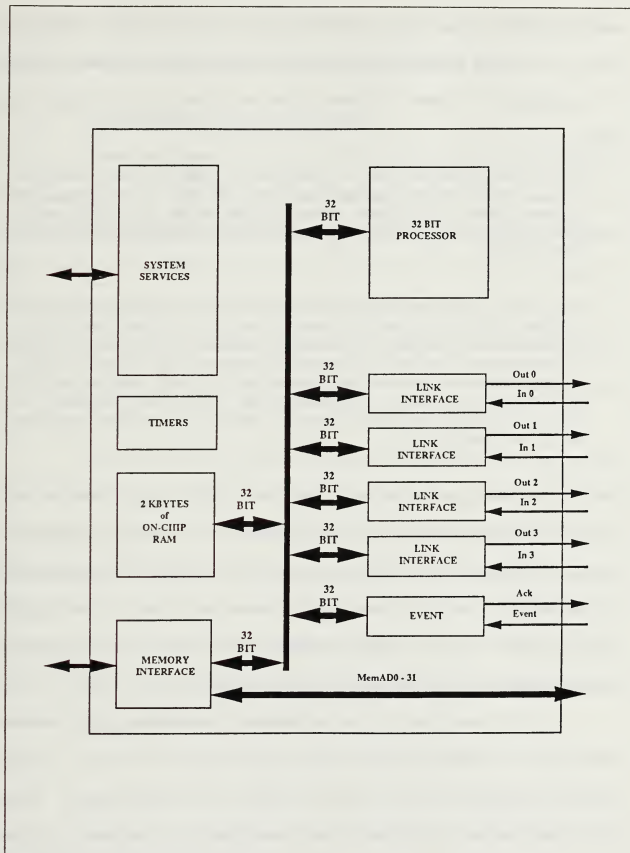 SYSTEM
SERVICES
TIMERS
2 KBYTES
of
ON-CHIP
RAM
32
BIT
MEMORY
INTERFACE
32
BIT
32
BIT
32 BIT
PROCESSOR
32
BIT
LINK
INTERFACE
Out 0
In 0
32
BIT
LINK
INTERFACE
Out 1
In 1
32
BIT
LINK
INTERFACE
Out 2
In 2
32
BIT
LINK
INTERFACE
Out 3
In 3
32
BIT
EVENT
Ack
Event
MemAD0 - 31